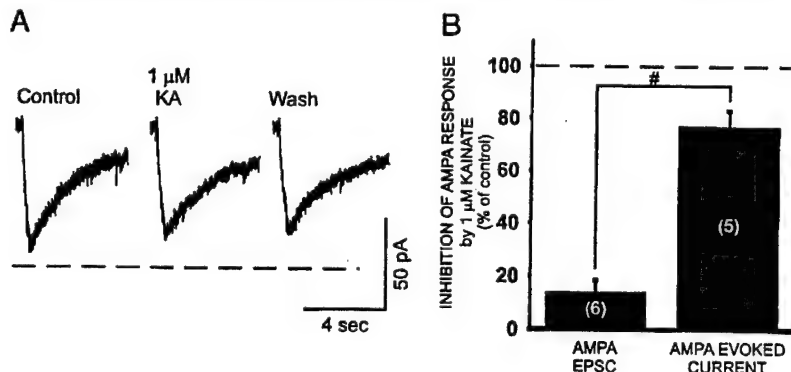 A
Control
1 μM
KA
Wash
50 pA
4 sec
B
INHIBITION OF AMPA RESPONSE
by 1 μM KAINATE
(% of control)
100
80
60
40
20
0
#
(6)
(5)
AMPA
EPSC
AMPA EVOKED
CURRENT